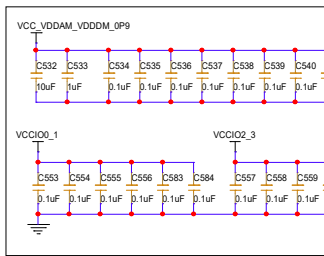 VCC_VDDAM_VDDDM_0P9
C532 C533 C534 C535 C536 C537 C538 C539 C540
10uF 1uF 0.1uF 0.1uF 0.1uF 0.1uF 0.1uF 0.1uF 0.1uF
VCCIO0_1 VCCIO2_3
C553 C554 C555 C556 C583 C584 C557 C558 C559
0.1uF 0.1uF 0.1uF 0.1uF 0.1uF 0.1uF 0.1uF 0.1uF 0.1uF